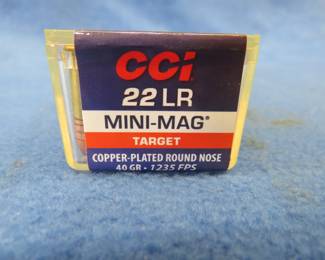 CCI
22 LR
MINI-MAG®
TARGET
COPPER-PLATED ROUND NOSE
40 GR - 1235 FPS